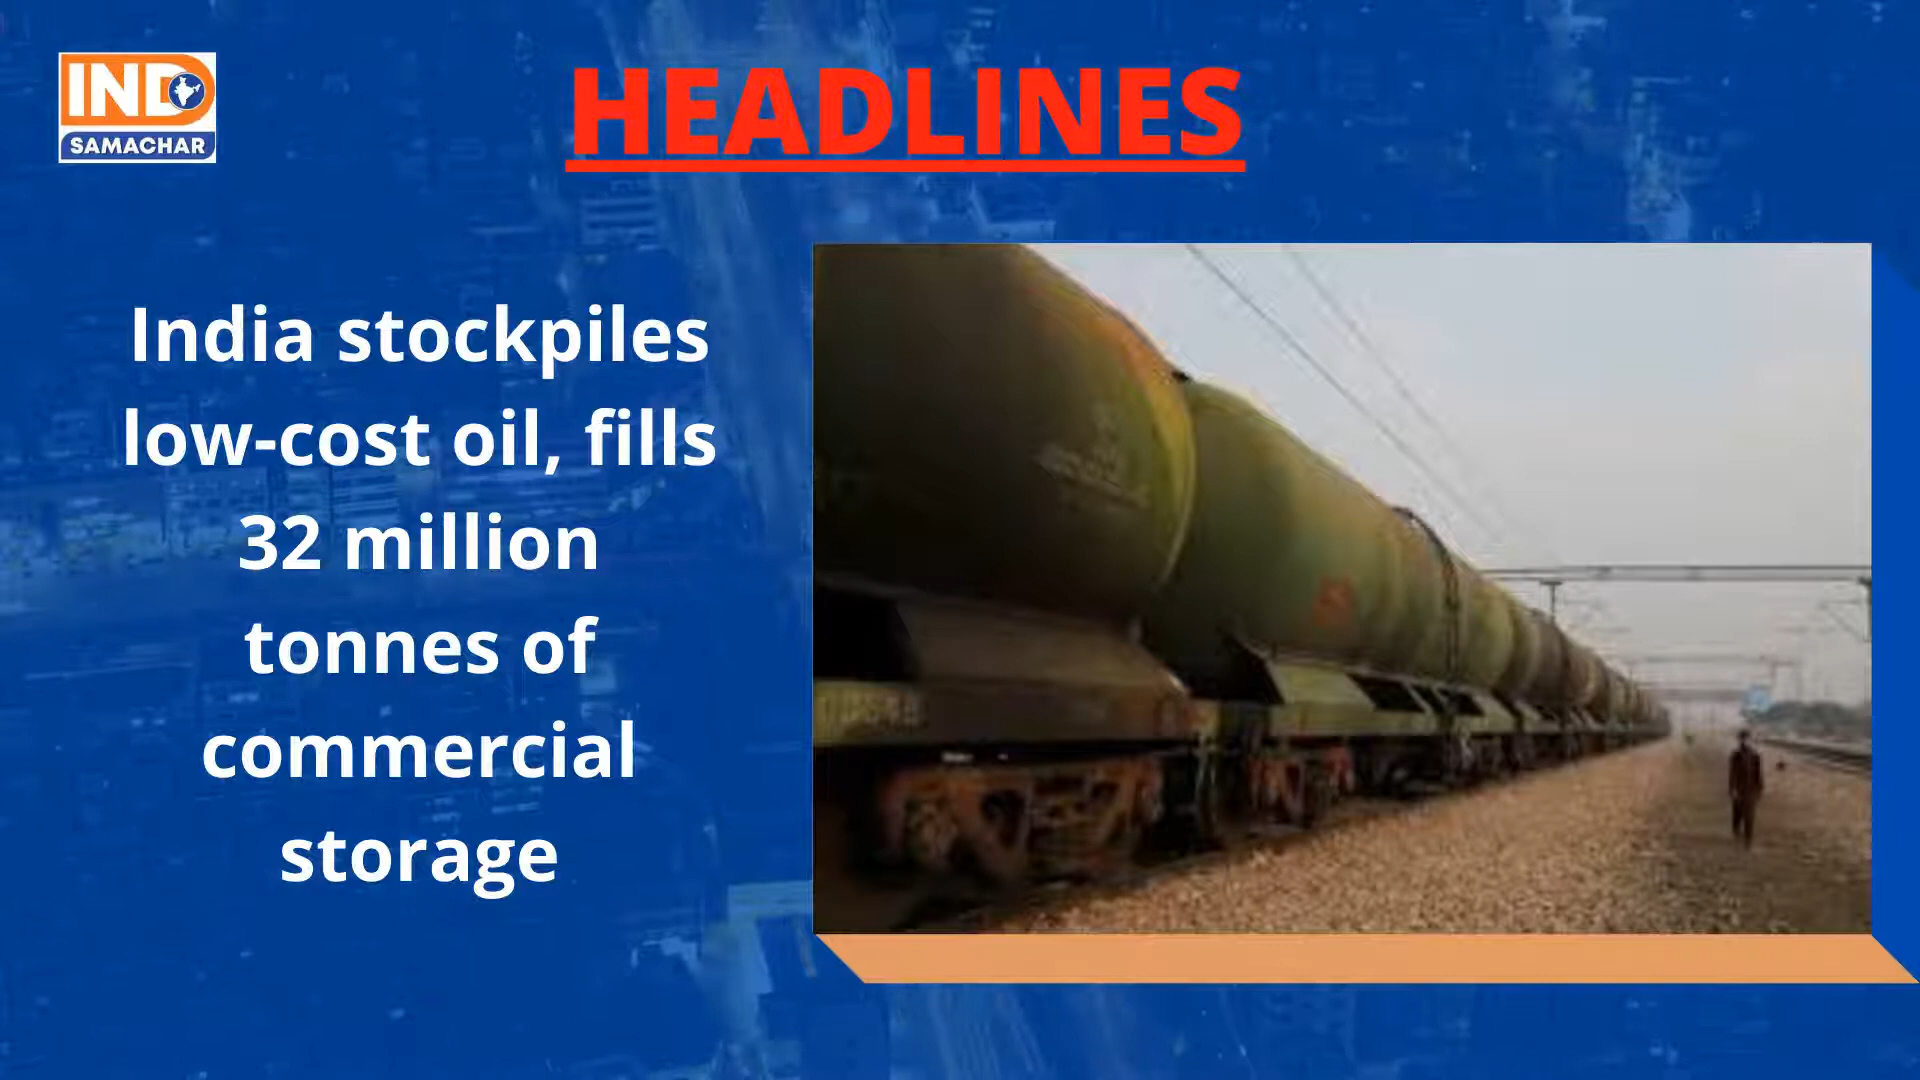 IND
SAMACHAR
HEADLINES
India stockpiles
low-cost oil, fills
32 million
tonnes of
commercial
storage